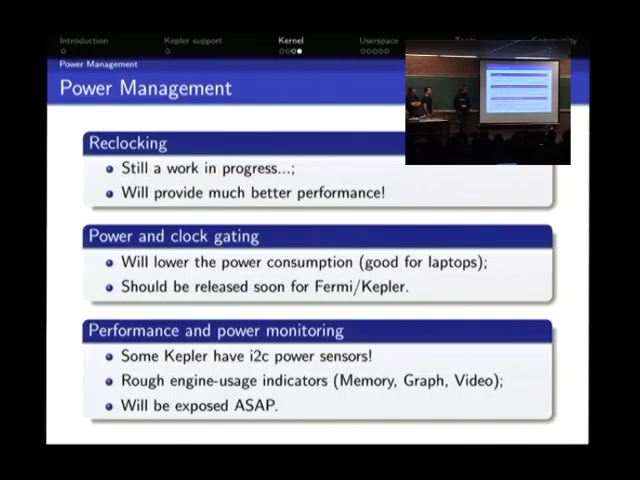 Introduction Kepler support Kernel Userspace Community
Power Management
Power Management
Reclocking
Still a work in progress...;
Will provide much better performance!
Power and clock gating
Will lower the power consumption (good for laptops);
Should be released soon for Fermi/Kepler.
Performance and power monitoring
Some Kepler have i2c power sensors!
Rough engine-usage indicators (Memory, Graph, Video);
Will be exposed ASAP.